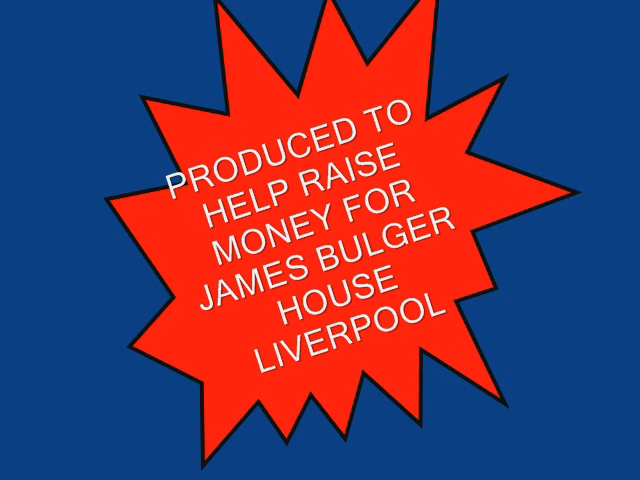 PRODUCED TO
HELP RAISE
MONEY FOR
JAMES BULGER
HOUSE
LIVERPOOL